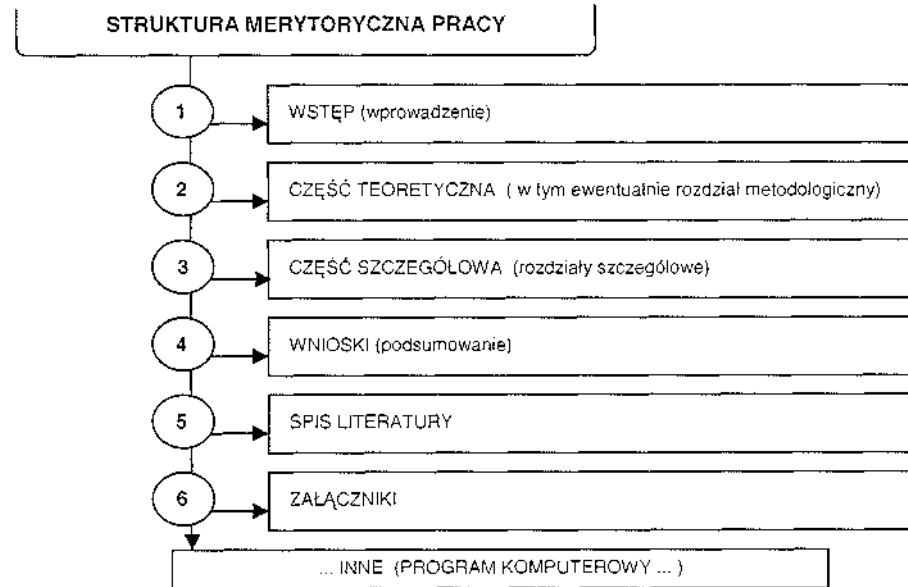 STRUKTURA MERYTORYCZNA PRACY
1
WSTĘP (wprowadzenie)
2
CZĘŚĆ TEORETYCZNA ( w tym ewentualnie rozdział metodologiczny)
3
CZĘŚĆ SZCZEGÓŁOWA (rozdziały szczegółowe)
4
WNIOSKI (podsumowanie)
5
SPIS LITERATURY
6
ZAŁĄCZNIKI
... INNE (PROGRAM KOMPUTEROWY ... )